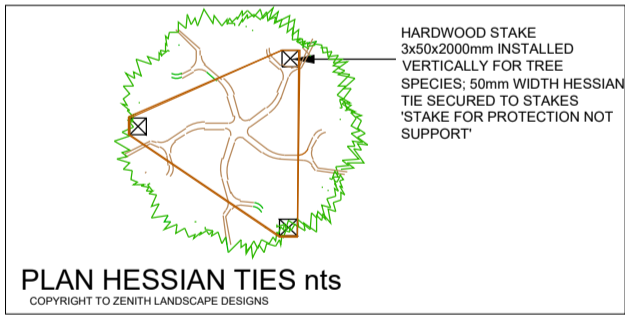 HARDWOOD STAKE
3x50x2000mm INSTALLED
VERTICALLY FOR TREE
SPECIES; 50mm WIDTH HESSIAN
TIE SECURED TO STAKES
'STAKE FOR PROTECTION NOT
SUPPORT'
PLAN HESSIAN TIES nts
COPYRIGHT TO ZENITH LANDSCAPE DESIGNS